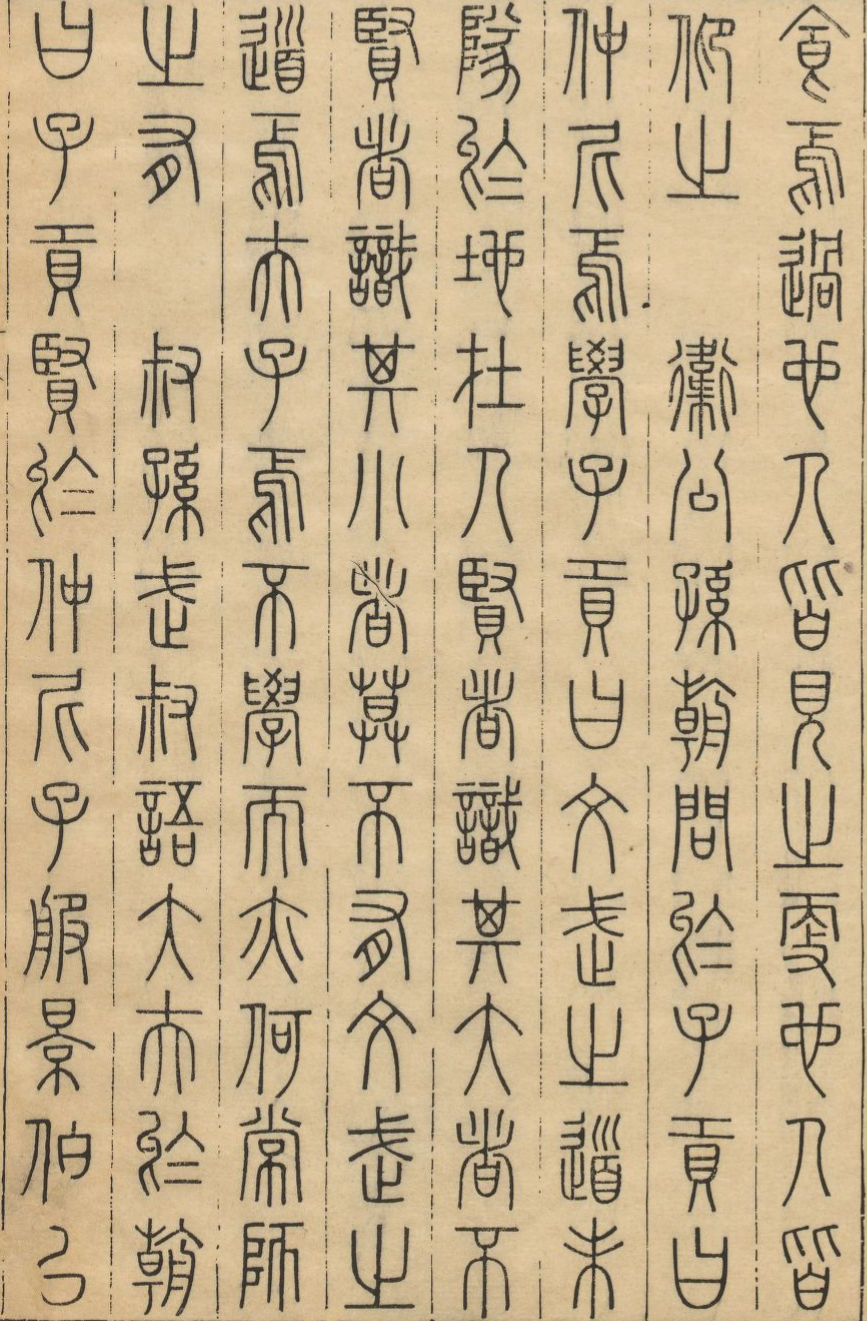 食焉過也人皆見之更也人皆
仰之　衛公孫朝問於子貢曰
仲尼焉學子貢曰文武之道未
隊於地在人賢者識其大者不
賢者識其小者莫不有文武之
道焉夫子焉不學而亦何常師
之有　叔孫武叔語大夫於朝
曰子貢賢於仲尼子服景伯㠯